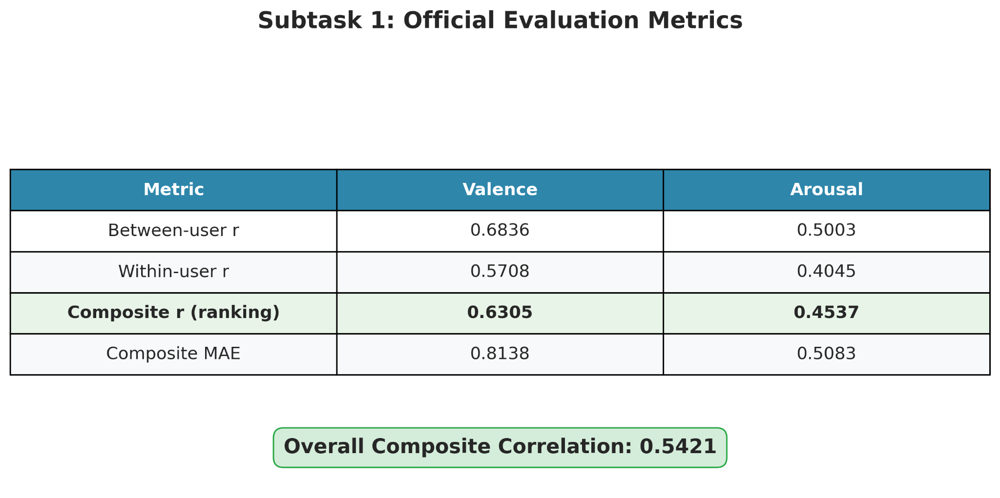 Subtask 1: Official Evaluation Metrics
Metric Valence Arousal
Between-user r 0.6836 0.5003
Within-user r 0.5708 0.4045
Composite r (ranking) 0.6305 0.4537
Composite MAE 0.8138 0.5083
Overall Composite Correlation: 0.5421